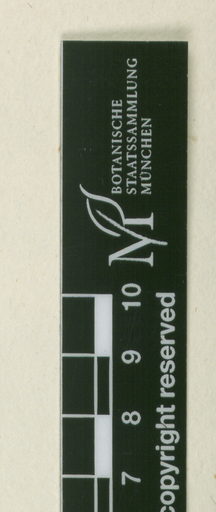 BOTANISCHE
STAATSSAMMLUNG
MÜNCHEN
M
10
9
8
7
copyright reserved